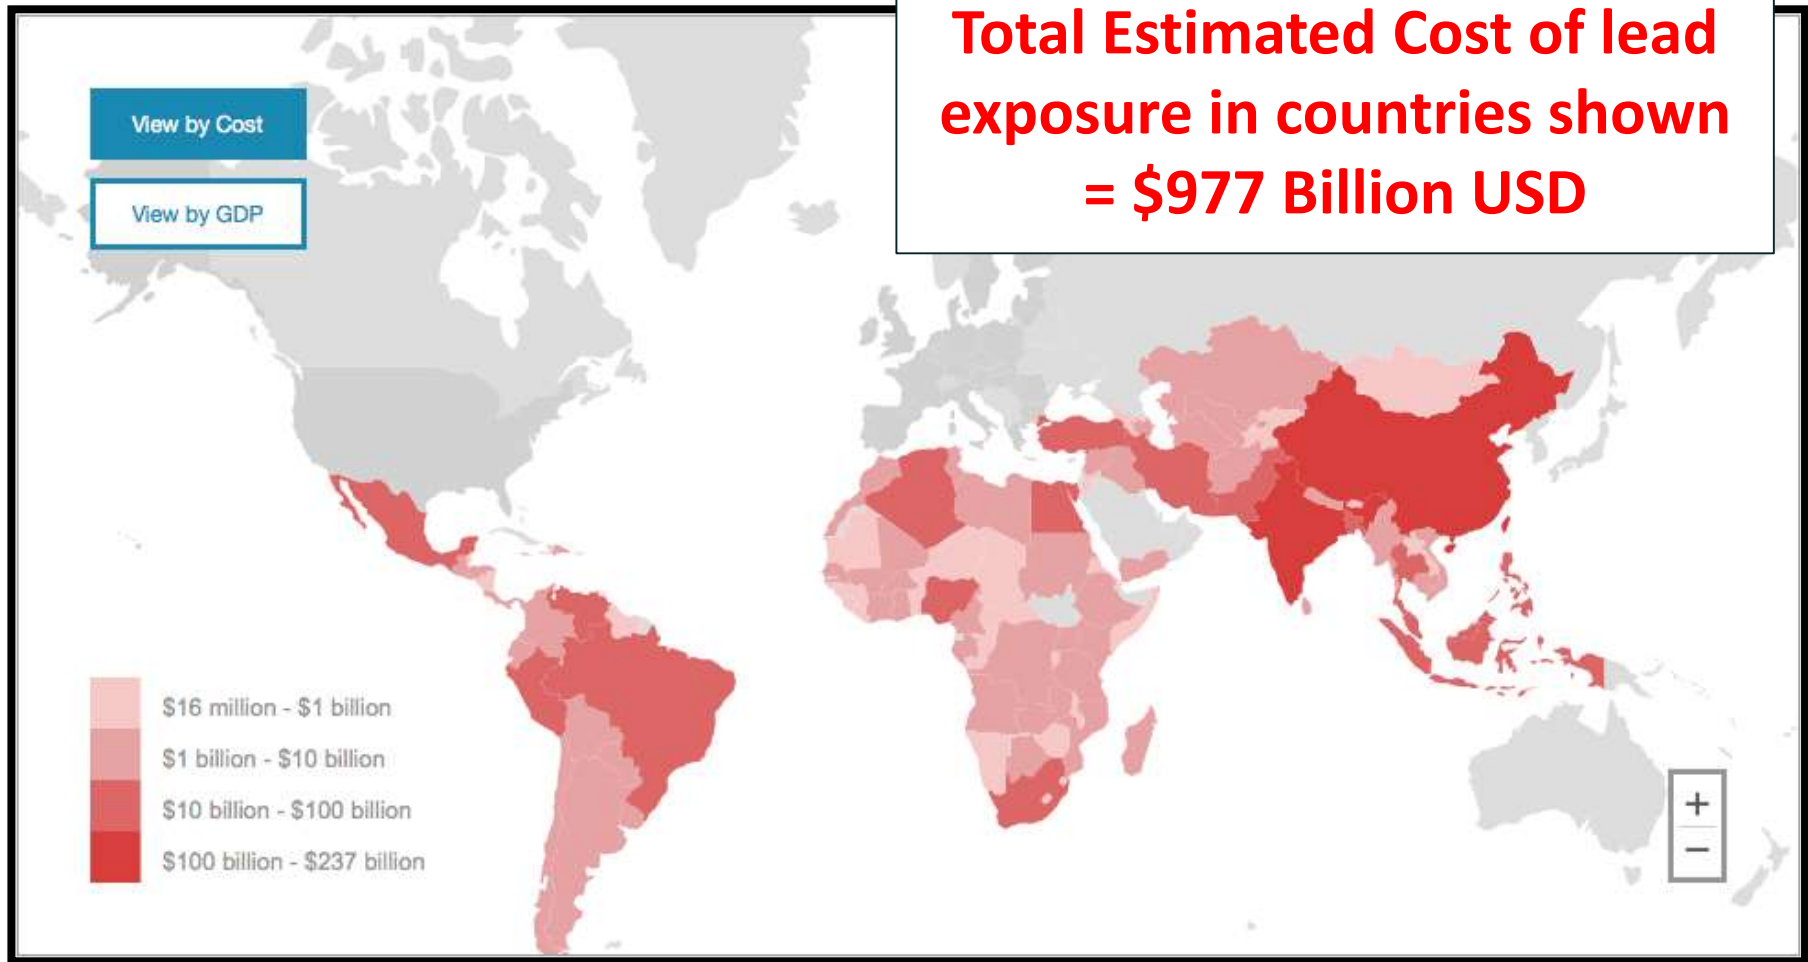 Total Estimated Cost of lead
exposure in countries shown
= $977 Billion USD
View by Cost
View by GDP
$16 million - $1 billion
$1 billion - $10 billion
$10 billion - $100 billion
$100 billion - $237 billion
+
−